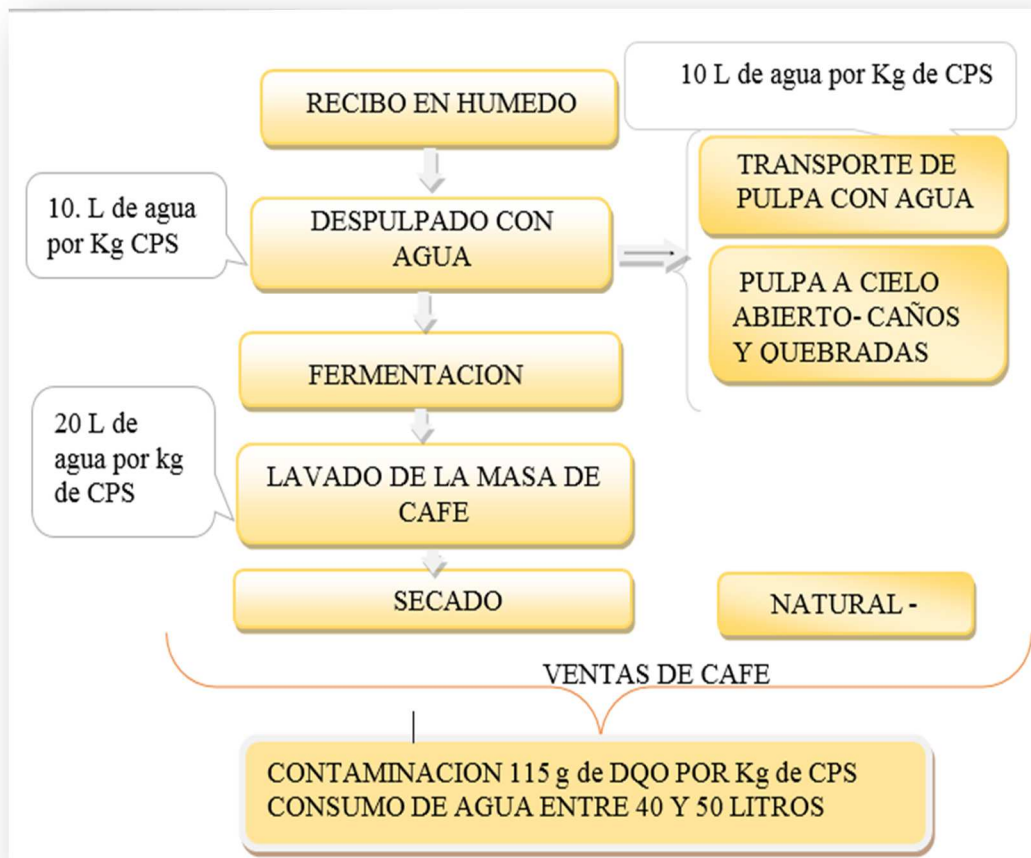 RECIBO EN HUMEDO
10 L de agua por Kg de CPS
TRANSPORTE DE
PULPA CON AGUA
10. L de agua
por Kg CPS
DESPULPADO CON
AGUA
PULPA A CIELO
ABIERTO- CAÑOS
Y QUEBRADAS
FERMENTACION
20 L de
agua por kg
de CPS
LAVADO DE LA MASA DE
CAFE
SECADO
NATURAL -
VENTAS DE CAFE
CONTAMINACION 115 g de DQO POR Kg de CPS
CONSUMO DE AGUA ENTRE 40 Y 50 LITROS